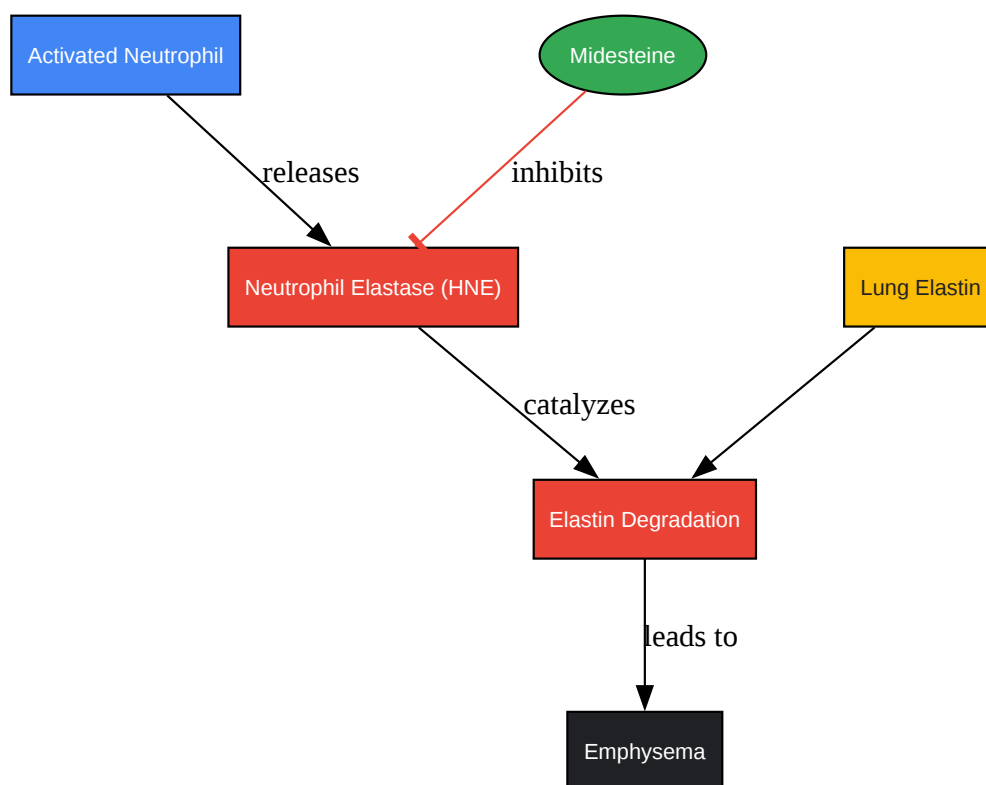 Activated Neutrophil
Midesteine
releases
inhibits
Neutrophil Elastase (HNE)
Lung Elastin
catalyzes
Elastin Degradation
leads to
Emphysema